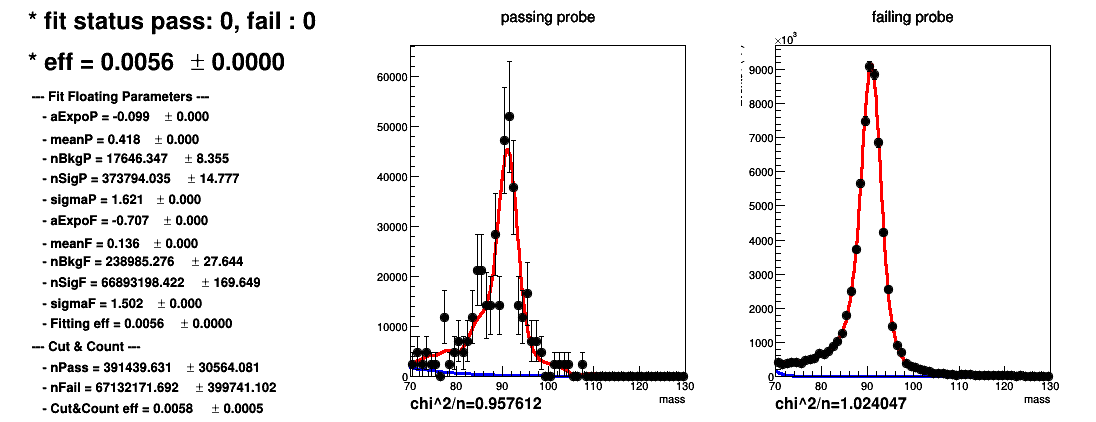 * fit status pass: 0, fail : 0
* eff = 0.0056 ± 0.0000
--- Fit Floating Parameters ---
- aExpoP = -0.099 ± 0.000
- meanP = 0.418 ± 0.000
- nBkgP = 17646.347 ± 8.355
- nSigP = 373794.035 ± 14.777
- sigmaP = 1.621 ± 0.000
- aExpoF = -0.707 ± 0.000
- meanF = 0.136 ± 0.000
- nBkgF = 238985.276 ± 27.644
- nSigF = 66893198.422 ± 169.649
- sigmaF = 1.502 ± 0.000
- Fitting eff = 0.0056 ± 0.0000
--- Cut & Count ---
- nPass = 391439.631 ± 30564.081
- nFail = 67132171.692 ± 399741.102
- Cut&Count eff = 0.0058 ± 0.0005
passing probe
60000
50000
40000
30000
20000
10000
0
70 80 90 100 110 120 130
mass
chi^2/n=0.957612
failing probe
×10³
9000
8000
7000
6000
5000
4000
3000
2000
1000
0
70 80 90 100 110 120 130
mass
chi^2/n=1.024047